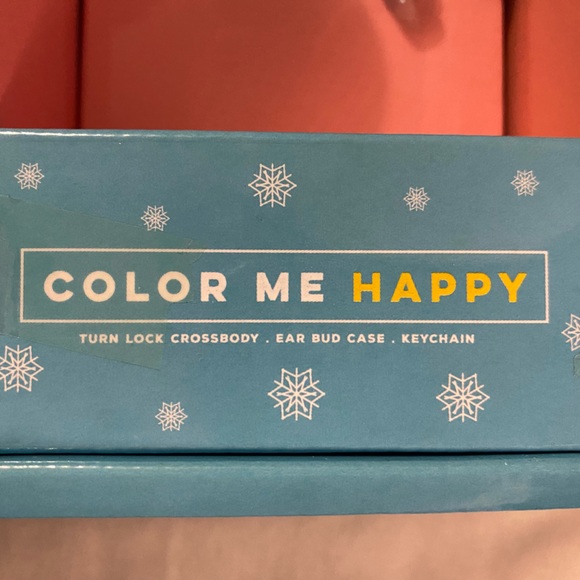 COLOR ME HAPPY
TURN LOCK CROSSBODY . EAR BUD CASE . KEYCHAIN